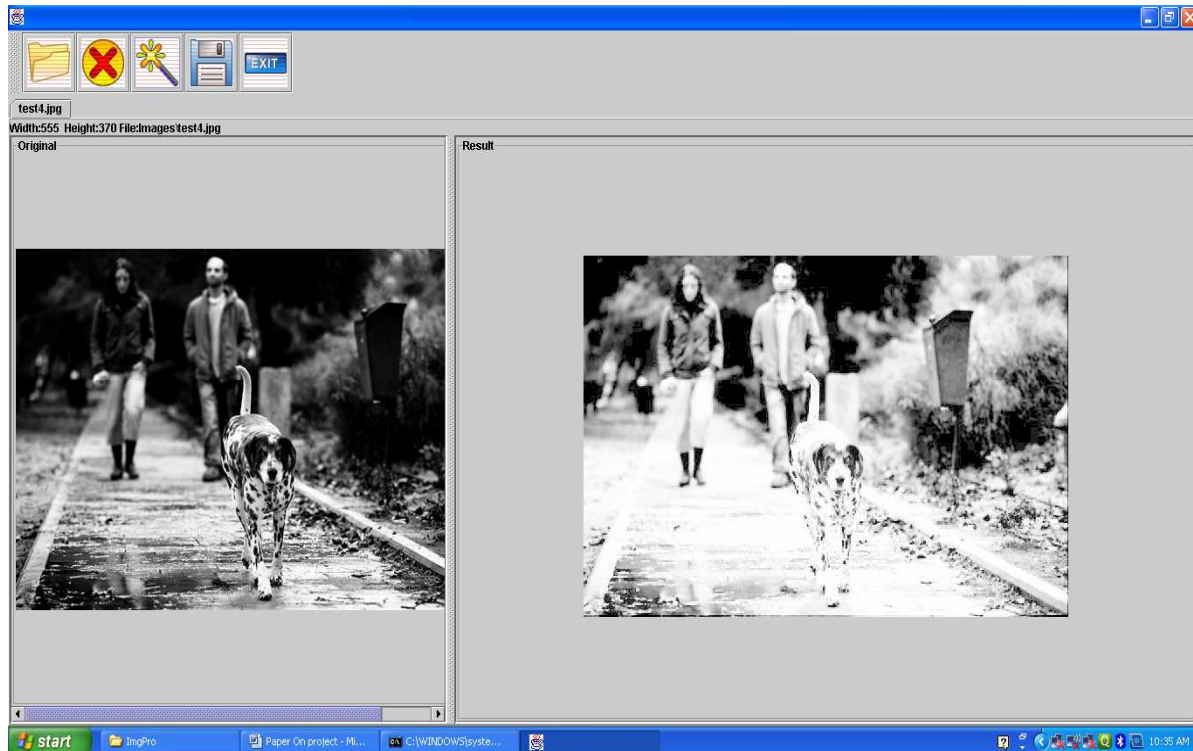 EXIT
test4.jpg
Width:555 Height:370 File:Images\test4.jpg
Original
Result
start ImgPro Paper On project - Mi... C:\WINDOWS\syste... 10:35 AM